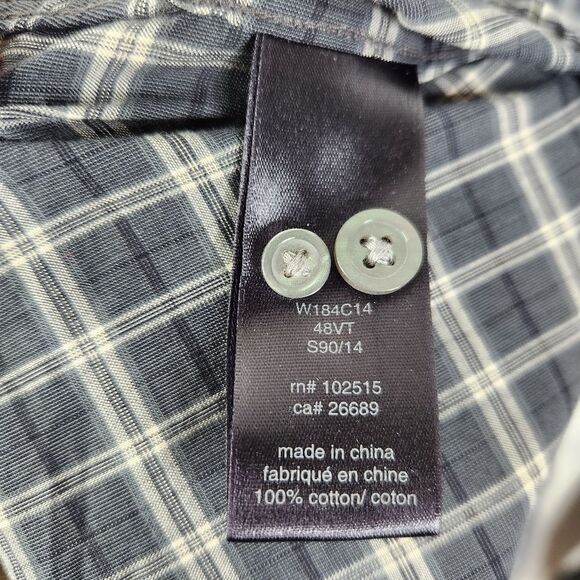 W184C14
48VT
S90/14
rn# 102515
ca# 26689
made in china
fabriqué en chine
100% cotton/ coton